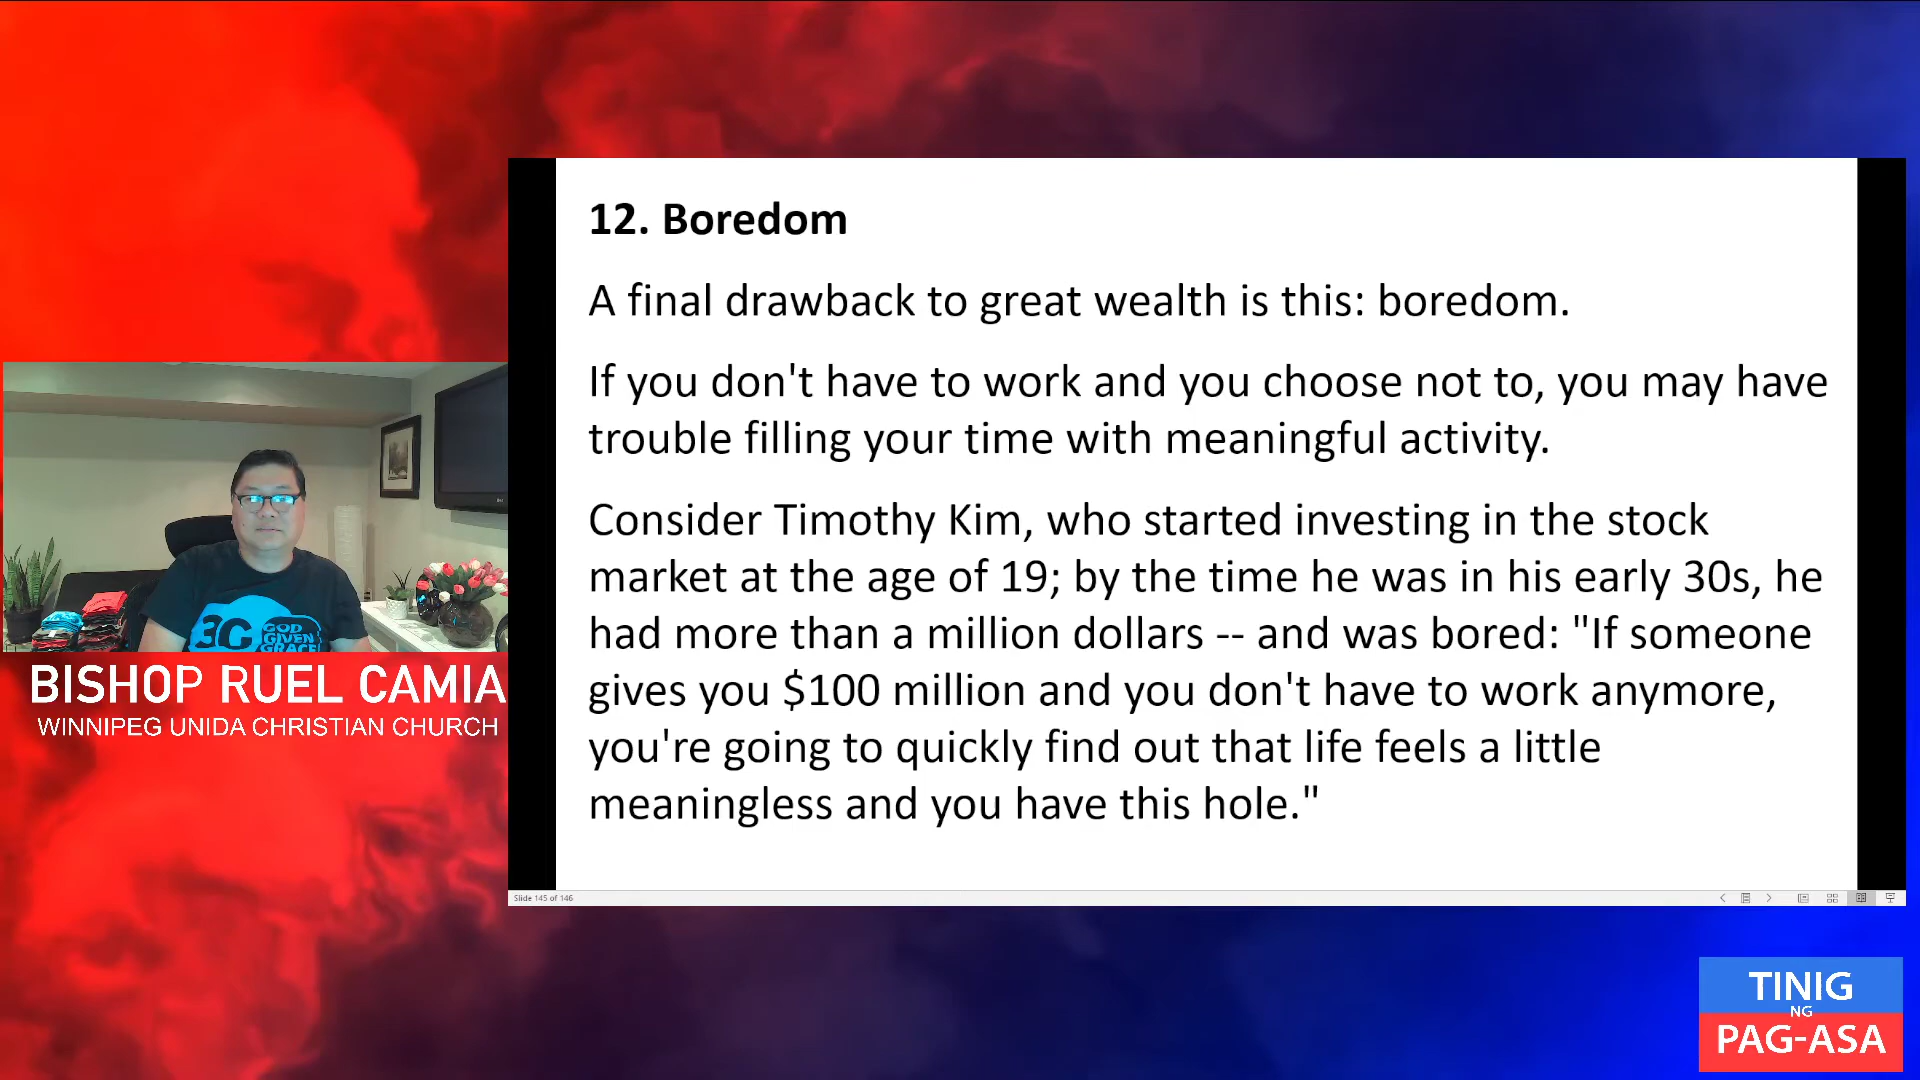 12. Boredom
A final drawback to great wealth is this: boredom.
If you don't have to work and you choose not to, you may have
trouble filling your time with meaningful activity.
Consider Timothy Kim, who started investing in the stock
market at the age of 19; by the time he was in his early 30s, he
had more than a million dollars -- and was bored: "If someone
gives you $100 million and you don't have to work anymore,
you're going to quickly find out that life feels a little
meaningless and you have this hole."
Slide 145 of 146
3G GOD
GIVEN
GRACE
BISHOP RUEL CAMIA
WINNIPEG UNIDA CHRISTIAN CHURCH
TINIG
NG
PAG-ASA